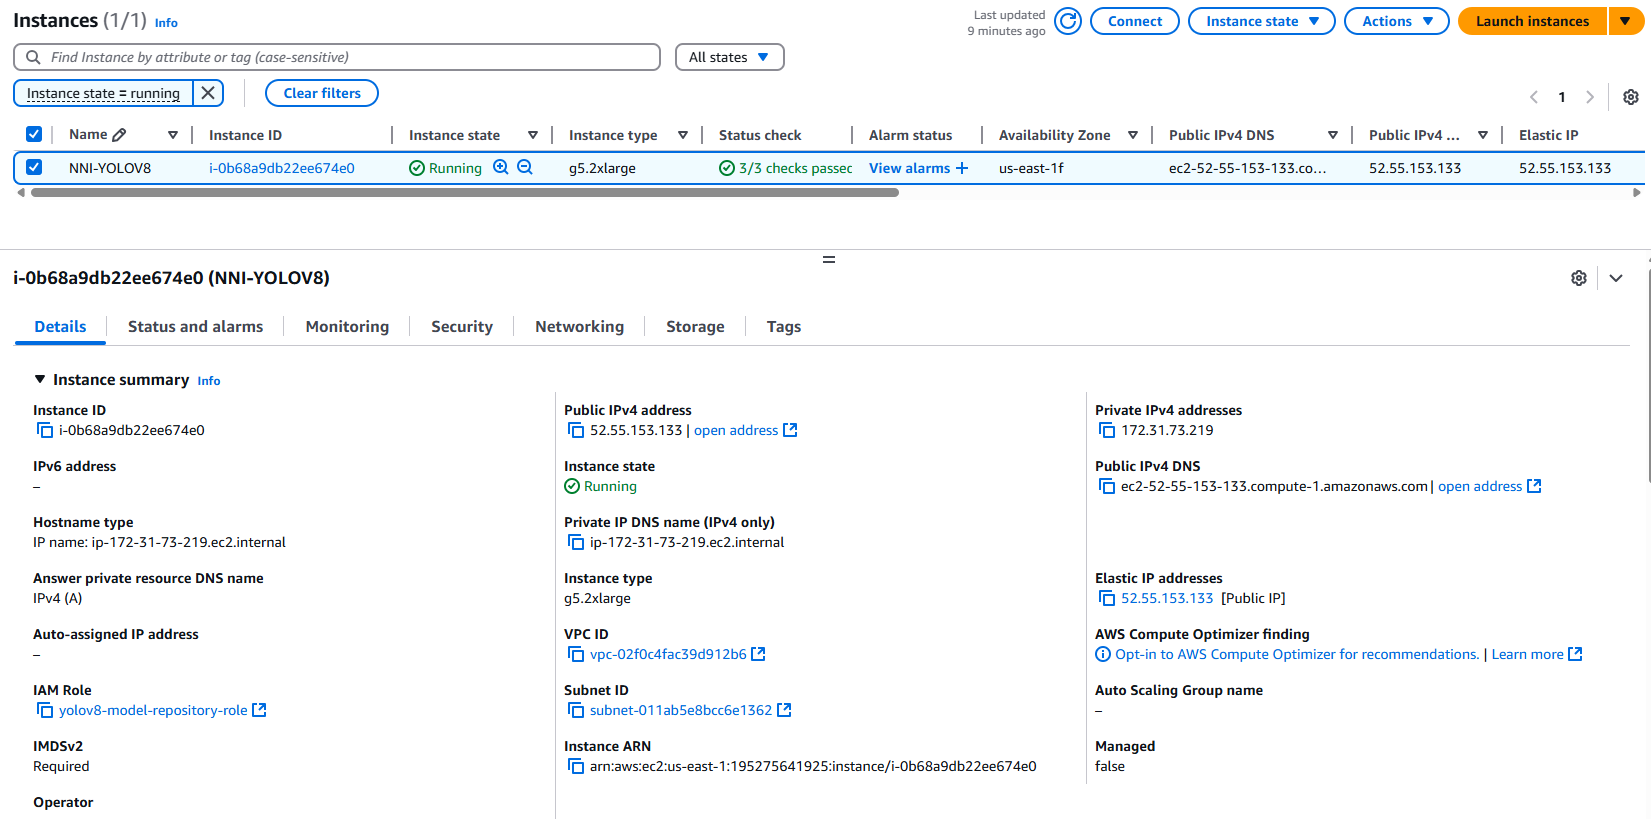 Instances (1/1) Info
Last updated
9 minutes ago
Connect
Instance state
Actions
Launch instances
Find Instance by attribute or tag (case-sensitive)
All states
Instance state = running
Clear filters
1
Name Instance ID Instance state Instance type Status check Alarm status Availability Zone Public IPv4 DNS Public IPv4 ... Elastic IP
NNI-YOLOV8 i-0b68a9db22ee674e0 Running g5.2xlarge 3/3 checks passec View alarms + us-east-1f ec2-52-55-153-133.co... 52.55.153.133 52.55.153.133
i-0b68a9db22ee674e0 (NNI-YOLOV8)
Details Status and alarms Monitoring Security Networking Storage Tags
Instance summary Info
Instance ID
i-0b68a9db22ee674e0
Public IPv4 address
52.55.153.133 | open address
Private IPv4 addresses
172.31.73.219
IPv6 address
–
Instance state
Running
Public IPv4 DNS
ec2-52-55-153-133.compute-1.amazonaws.com | open address
Hostname type
IP name: ip-172-31-73-219.ec2.internal
Private IP DNS name (IPv4 only)
ip-172-31-73-219.ec2.internal
Answer private resource DNS name
IPv4 (A)
Instance type
g5.2xlarge
Elastic IP addresses
52.55.153.133 [Public IP]
Auto-assigned IP address
–
VPC ID
vpc-02f0c4fac39d912b6
AWS Compute Optimizer finding
Opt-in to AWS Compute Optimizer for recommendations. | Learn more
IAM Role
yolov8-model-repository-role
Subnet ID
subnet-011ab5e8bcc6e1362
Auto Scaling Group name
–
IMDSv2
Required
Instance ARN
arn:aws:ec2:us-east-1:195275641925:instance/i-0b68a9db22ee674e0
Managed
false
Operator